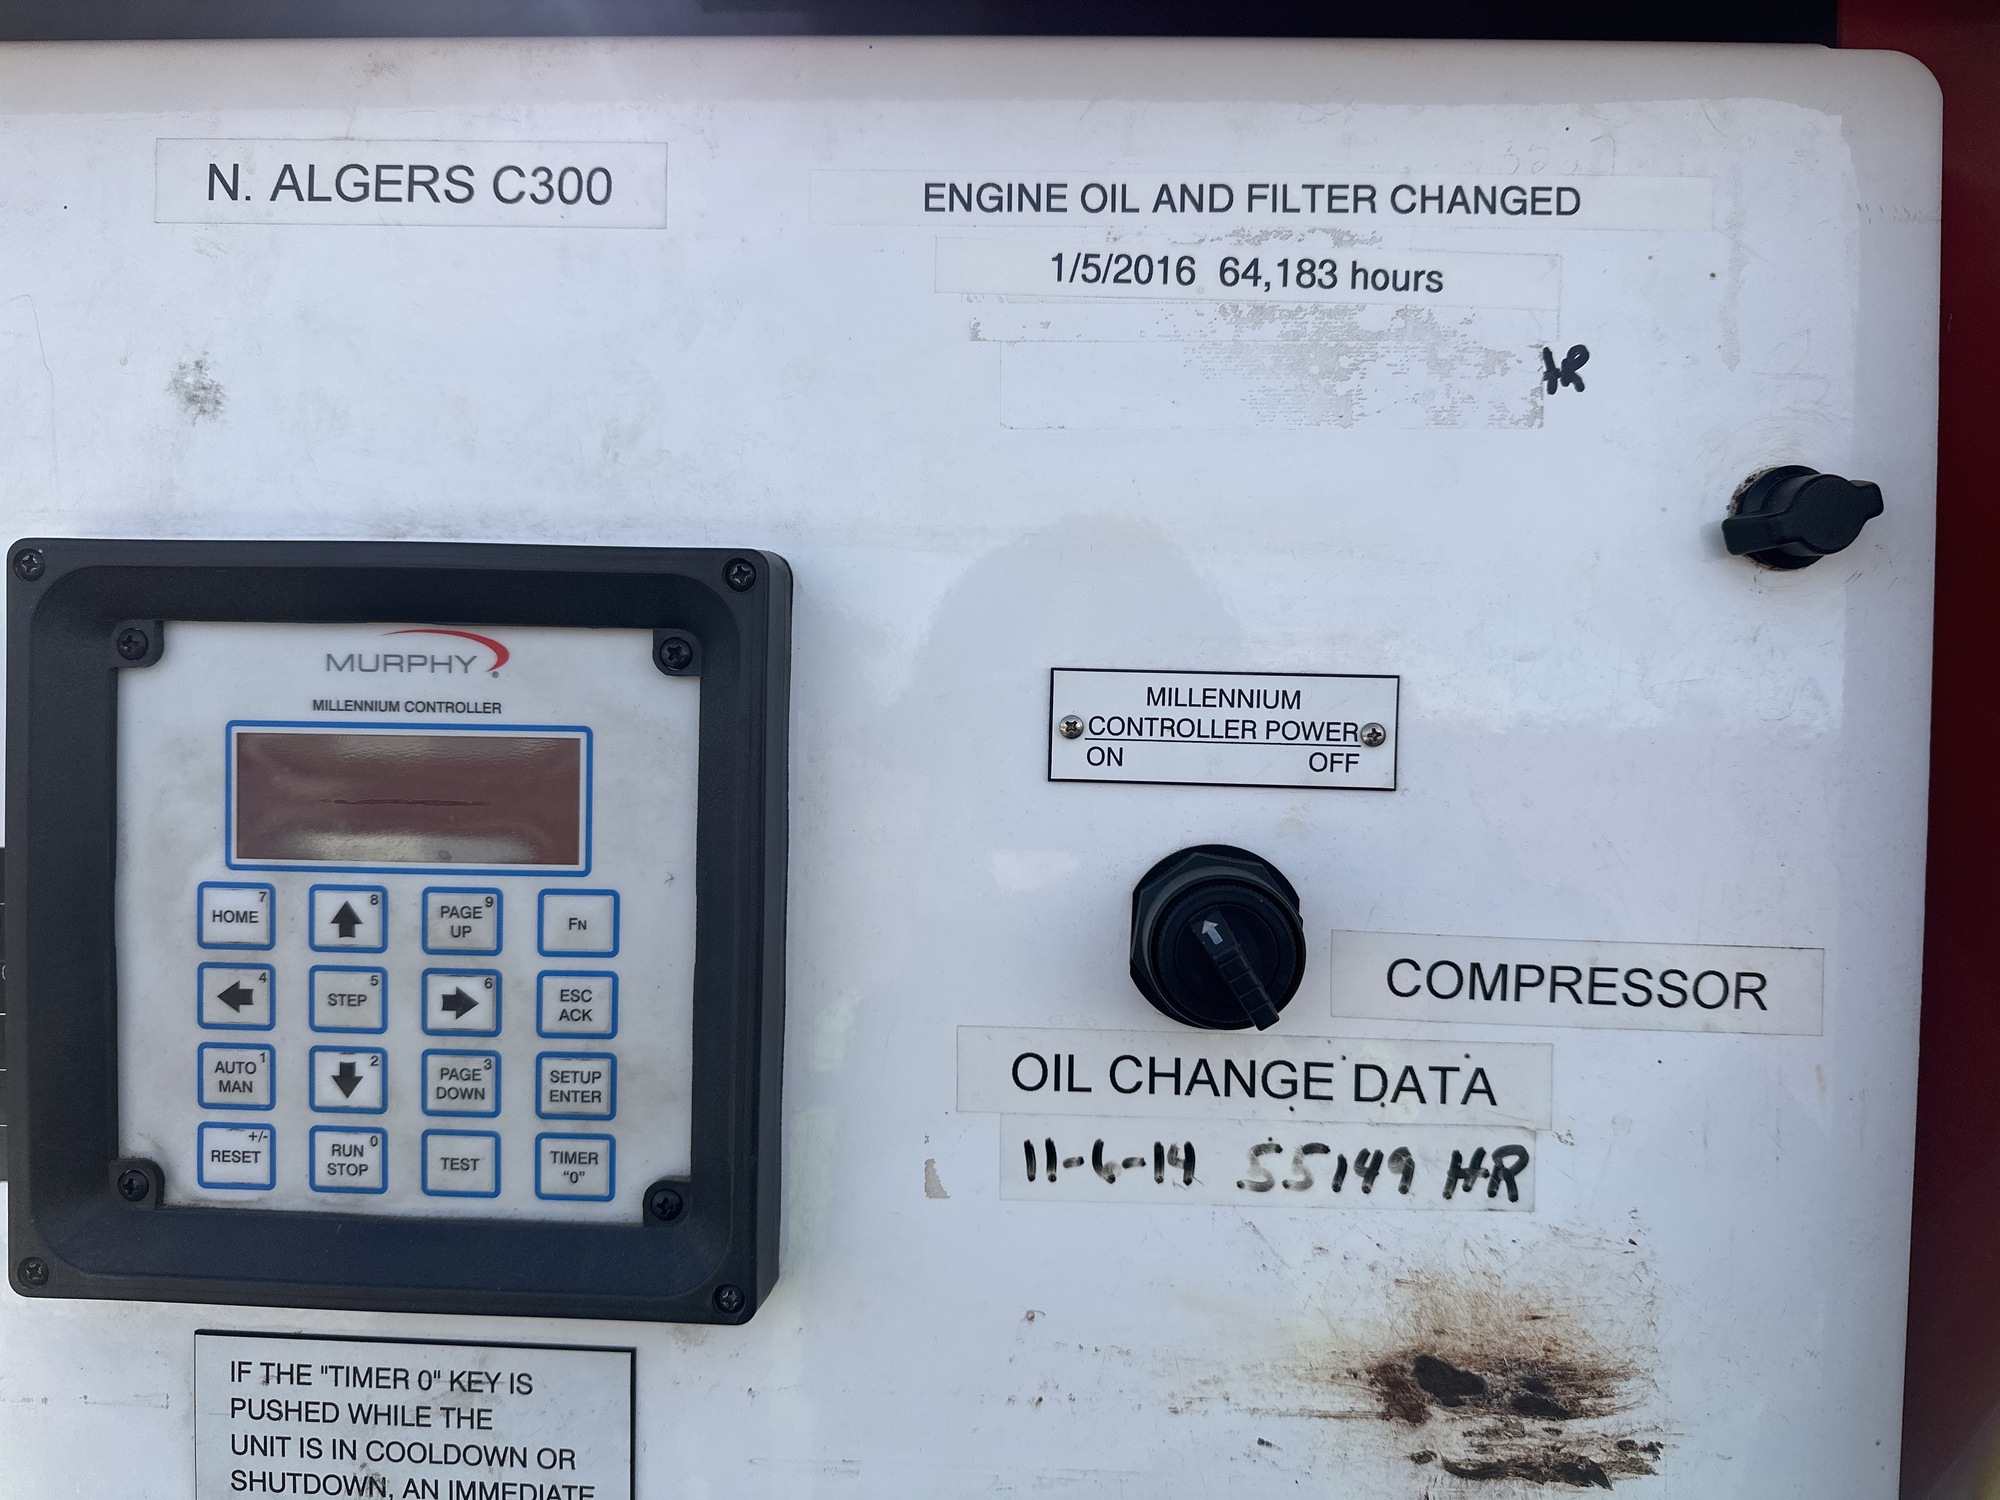 N. ALGERS C300
ENGINE OIL AND FILTER CHANGED
1/5/2016 64,183 hours
HR
MURPHY
®
MILLENNIUM CONTROLLER
HOME 7
8
PAGE UP 9
FN
4
STEP 5
6
ESC ACK
AUTO MAN 1
2
PAGE DOWN 3
SETUP ENTER
RESET +/-
RUN STOP 0
TEST
TIMER "0"
MILLENNIUM
CONTROLLER POWER
ON OFF
COMPRESSOR
OIL CHANGE DATA
11-6-14 55149 HR
IF THE "TIMER 0" KEY IS
PUSHED WHILE THE
UNIT IS IN COOLDOWN OR
SHUTDOWN, AN IMMEDIATE